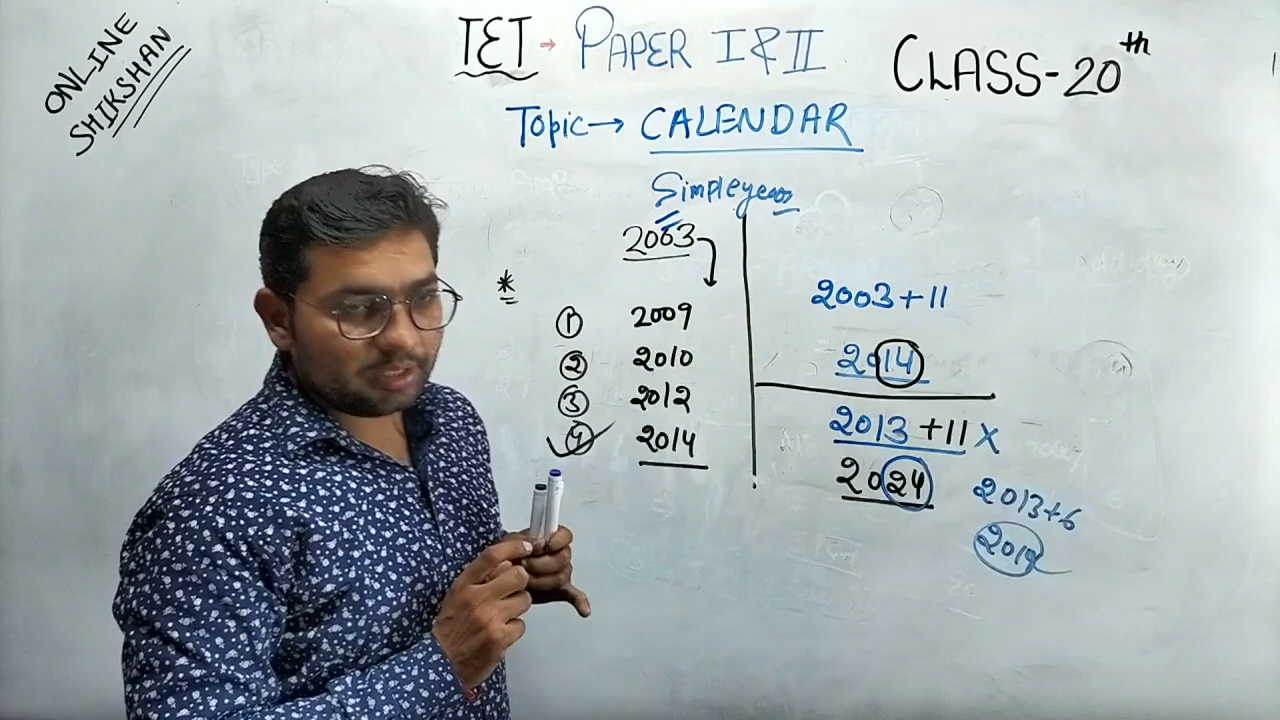 ONLINE
SHIKSHAN
TET → PAPER I & II
CLASS-20th
Topic → CALENDAR
Simple years
2003
*
① 2009
② 2010
③ 2012
④ 2014
2003+11
2014
2013+11 X
2024
2013+6
2019